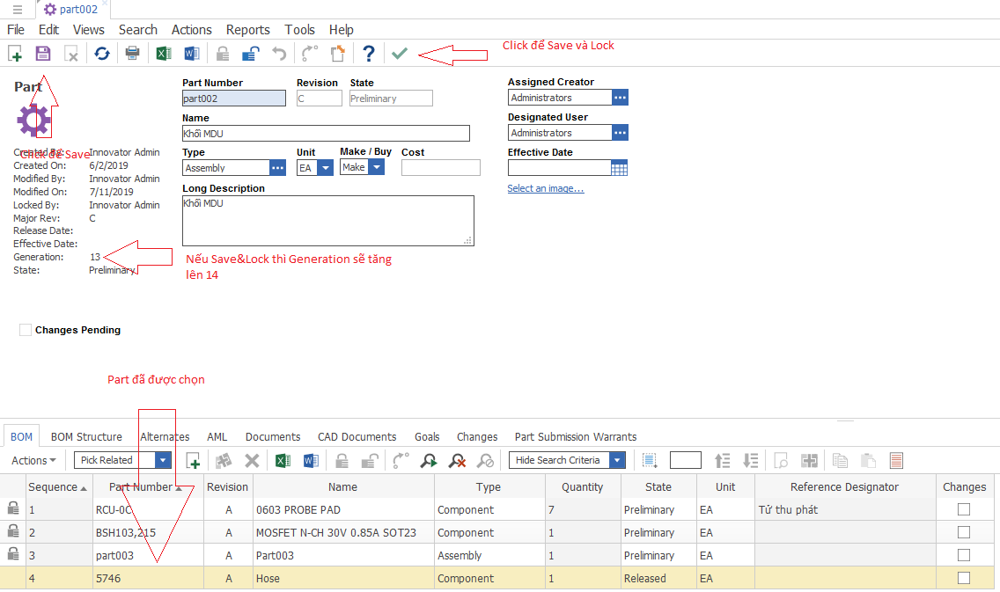 part002
File Edit Views Search Actions Reports Tools Help
Click để Save và Lock
Part
Part Number Revision State Assigned Creator
part002 C Preliminary Administrators
Name Designated User
Khối MDU Administrators
Type Unit Make / Buy Cost Effective Date
Assembly EA Make
Select an image...
Long Description
Khối MDU
Click để Save
Created By: Innovator Admin
Created On: 6/2/2019
Modified By: Innovator Admin
Modified On: 7/11/2019
Locked By: Innovator Admin
Major Rev: C
Release Date:
Effective Date:
Generation: 13
State: Preliminary
Nếu Save&Lock thì Generation sẽ tăng
lên 14
Changes Pending
Part đã được chọn
BOM BOM Structure Alternates AML Documents CAD Documents Goals Changes Part Submission Warrants
Actions Pick Related Hide Search Criteria
Sequence Part Number Revision Name Type Quantity State Unit Reference Designator Changes
1 RCU-0C A 0603 PROBE PAD Component 7 Preliminary EA Tử thu phát
2 BSH103,215 A MOSFET N-CH 30V 0.85A SOT23 Component 1 Preliminary EA
3 part003 A Part003 Assembly 1 Preliminary EA
4 5746 A Hose Component 1 Released EA